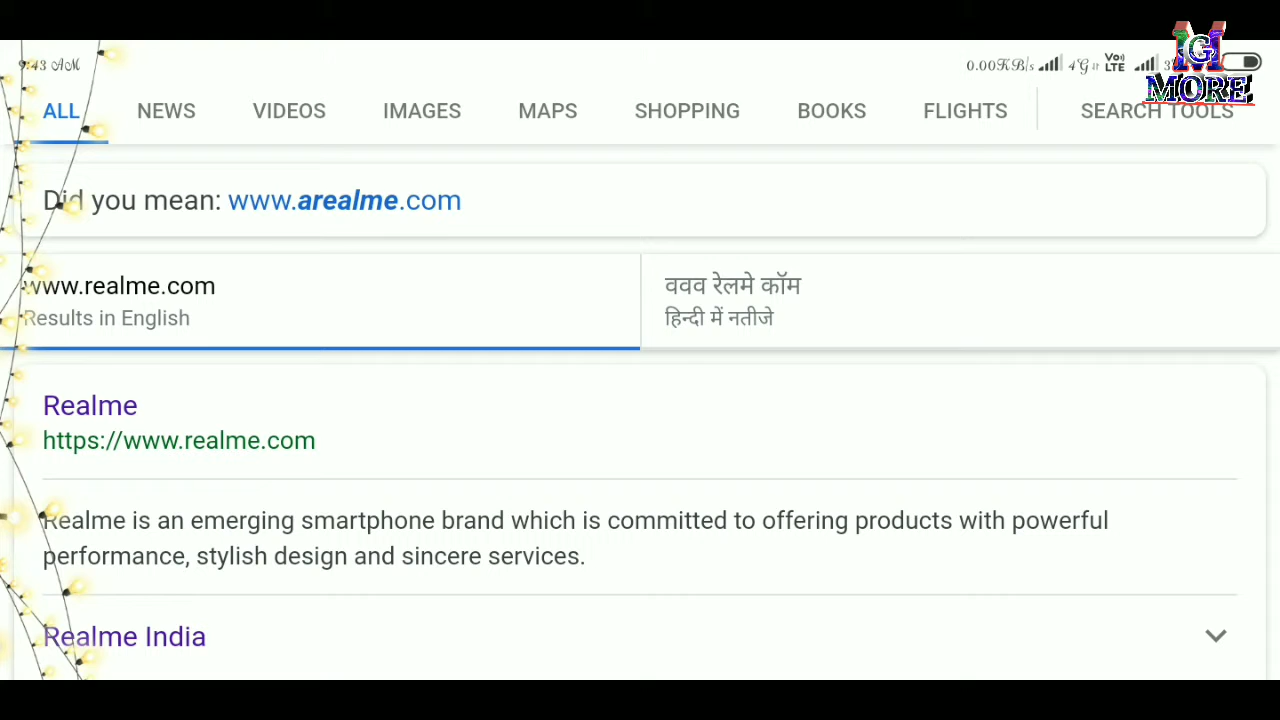 9:43 AM
0.00KB/s 4G Vo) LTE
G
MORE
ALL NEWS VIDEOS IMAGES MAPS SHOPPING BOOKS FLIGHTS SEARCH TOOLS
Did you mean: www.arealme.com
www.realme.com
Results in English
ववव रेलमे कॉम
हिन्दी में नतीजे
Realme
https://www.realme.com
Realme is an emerging smartphone brand which is committed to offering products with powerful
performance, stylish design and sincere services.
Realme India